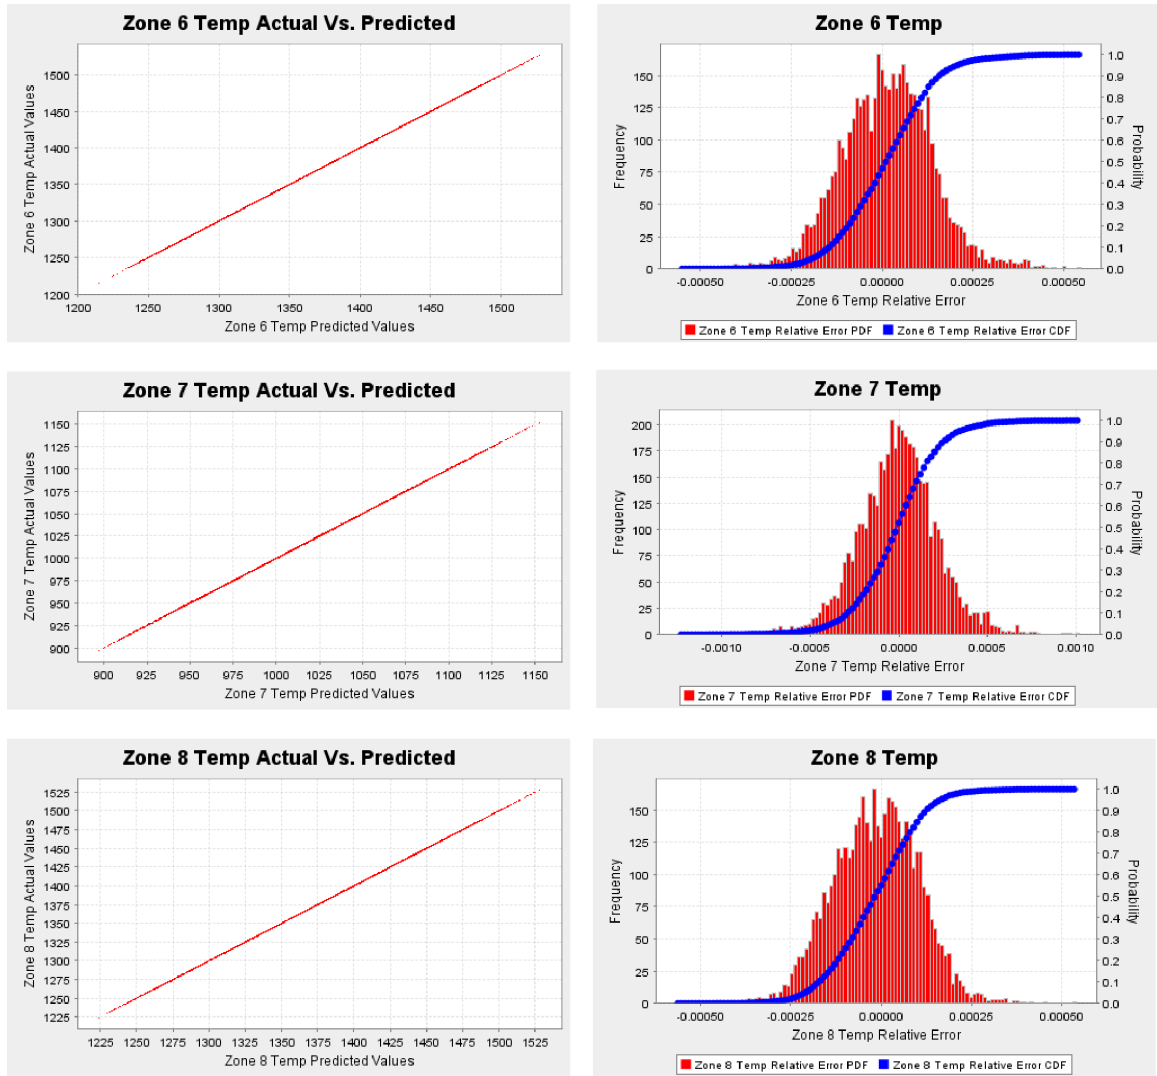 Zone 6 Temp Actual Vs. Predicted
Zone 6 Temp Actual Values
1500
1450
1400
1350
1300
1250
1200
1200 1250 1300 1350 1400 1450 1500
Zone 6 Temp Predicted Values
Zone 6 Temp
Frequency
150
125
100
75
50
25
0
1.0
0.9
0.8
0.7
0.6
0.5
0.4
0.3
0.2
0.1
0.0
Probability
-0.00050 -0.00025 0.00000 0.00025 0.00050
Zone 6 Temp Relative Error
Zone 6 Temp Relative Error PDF Zone 6 Temp Relative Error CDF
Zone 7 Temp Actual Vs. Predicted
Zone 7 Temp Actual Values
1150
1125
1100
1075
1050
1025
1000
975
950
925
900
900 925 950 975 1000 1025 1050 1075 1100 1125 1150
Zone 7 Temp Predicted Values
Zone 7 Temp
Frequency
200
175
150
125
100
75
50
25
0
1.0
0.9
0.8
0.7
0.6
0.5
0.4
0.3
0.2
0.1
0.0
Probability
-0.0010 -0.0005 0.0000 0.0005 0.0010
Zone 7 Temp Relative Error
Zone 7 Temp Relative Error PDF Zone 7 Temp Relative Error CDF
Zone 8 Temp Actual Vs. Predicted
Zone 8 Temp Actual Values
1525
1500
1475
1450
1425
1400
1375
1350
1325
1300
1275
1250
1225
1225 1250 1275 1300 1325 1350 1375 1400 1425 1450 1475 1500 1525
Zone 8 Temp Predicted Values
Zone 8 Temp
Frequency
150
125
100
75
50
25
0
1.0
0.9
0.8
0.7
0.6
0.5
0.4
0.3
0.2
0.1
0.0
Probability
-0.00050 -0.00025 0.00000 0.00025 0.00050
Zone 8 Temp Relative Error
Zone 8 Temp Relative Error PDF Zone 8 Temp Relative Error CDF